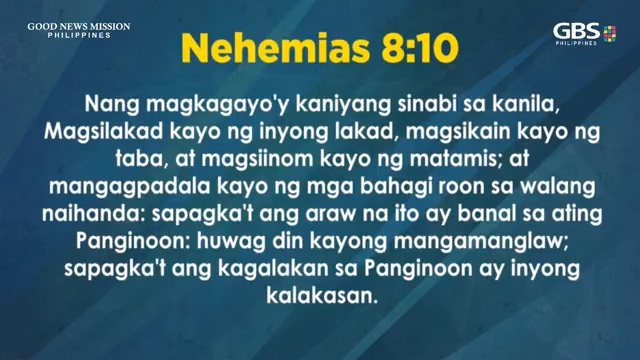 GOOD NEWS MISSION
PHILIPPINES
GBS
PHILIPPINES
Nehemias 8:10
Nang magkagayo'y kaniyang sinabi sa kanila,
Magsilakad kayo ng inyong lakad, magsikain kayo ng
taba, at magsiinom kayo ng matamis; at
mangagpadala kayo ng mga bahagi roon sa walang
naihanda: sapagka't ang araw na ito ay banal sa ating
Panginoon: huwag din kayong mangamanglaw;
sapagka't ang kagalakan sa Panginoon ay inyong
kalakasan.